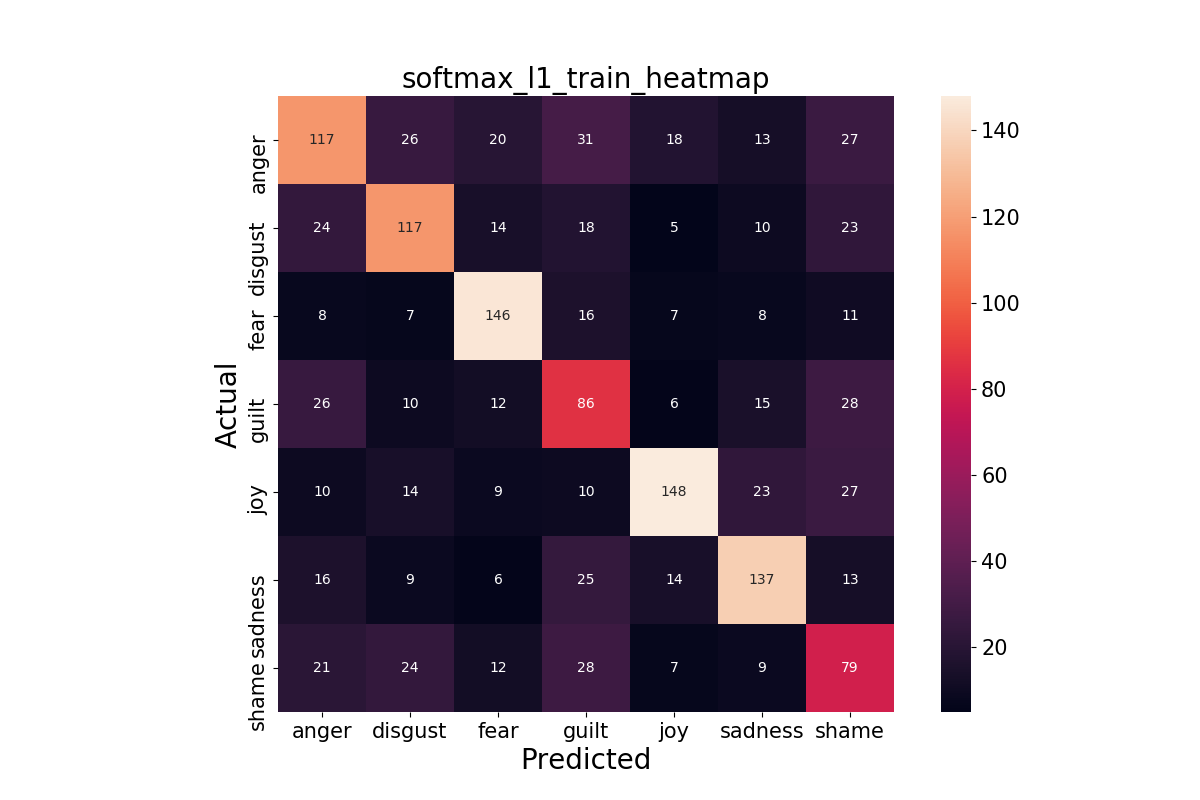 softmax_l1_train_heatmap
anger 117 26 20 31 18 13 27
disgust 24 117 14 18 5 10 23
fear 8 7 146 16 7 8 11
guilt 26 10 12 86 6 15 28
joy 10 14 9 10 148 23 27
sadness 16 9 6 25 14 137 13
shame 21 24 12 28 7 9 79
anger disgust fear guilt joy sadness shame
Predicted
Actual
140
120
100
80
60
40
20